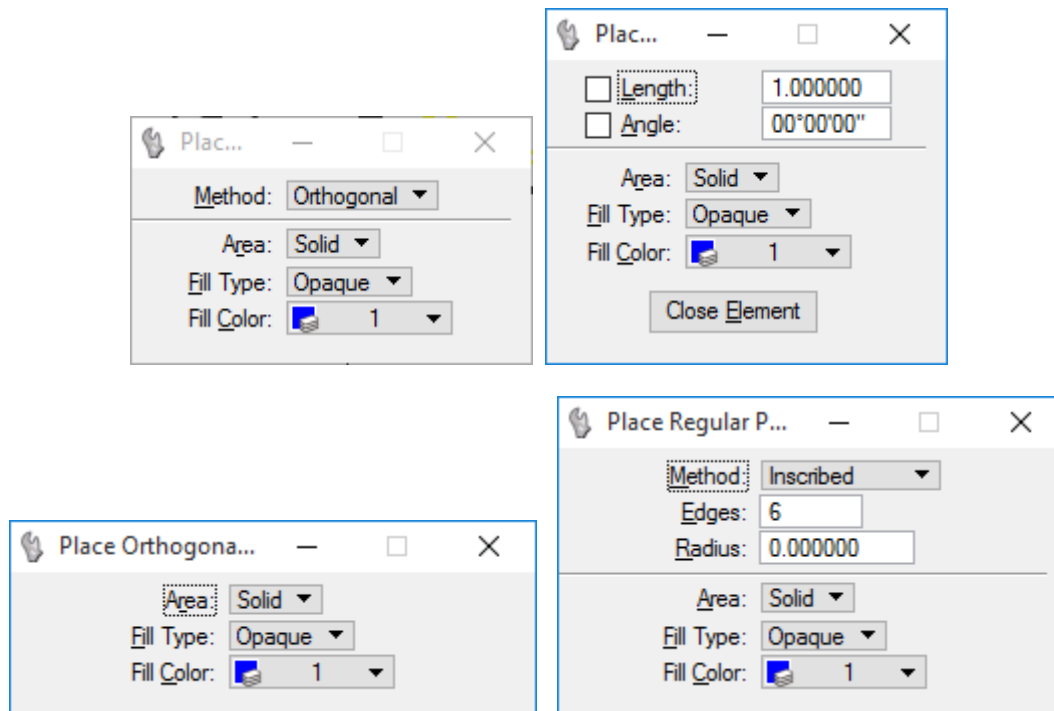 Plac...
Method: Orthogonal
Area: Solid
Fill Type: Opaque
Fill Color: 1
Plac...
Length: 1.000000
Angle: 00°00'00"
Area: Solid
Fill Type: Opaque
Fill Color: 1
Close Element
Place Orthogona...
Area: Solid
Fill Type: Opaque
Fill Color: 1
Place Regular P...
Method: Inscribed
Edges: 6
Radius: 0.000000
Area: Solid
Fill Type: Opaque
Fill Color: 1